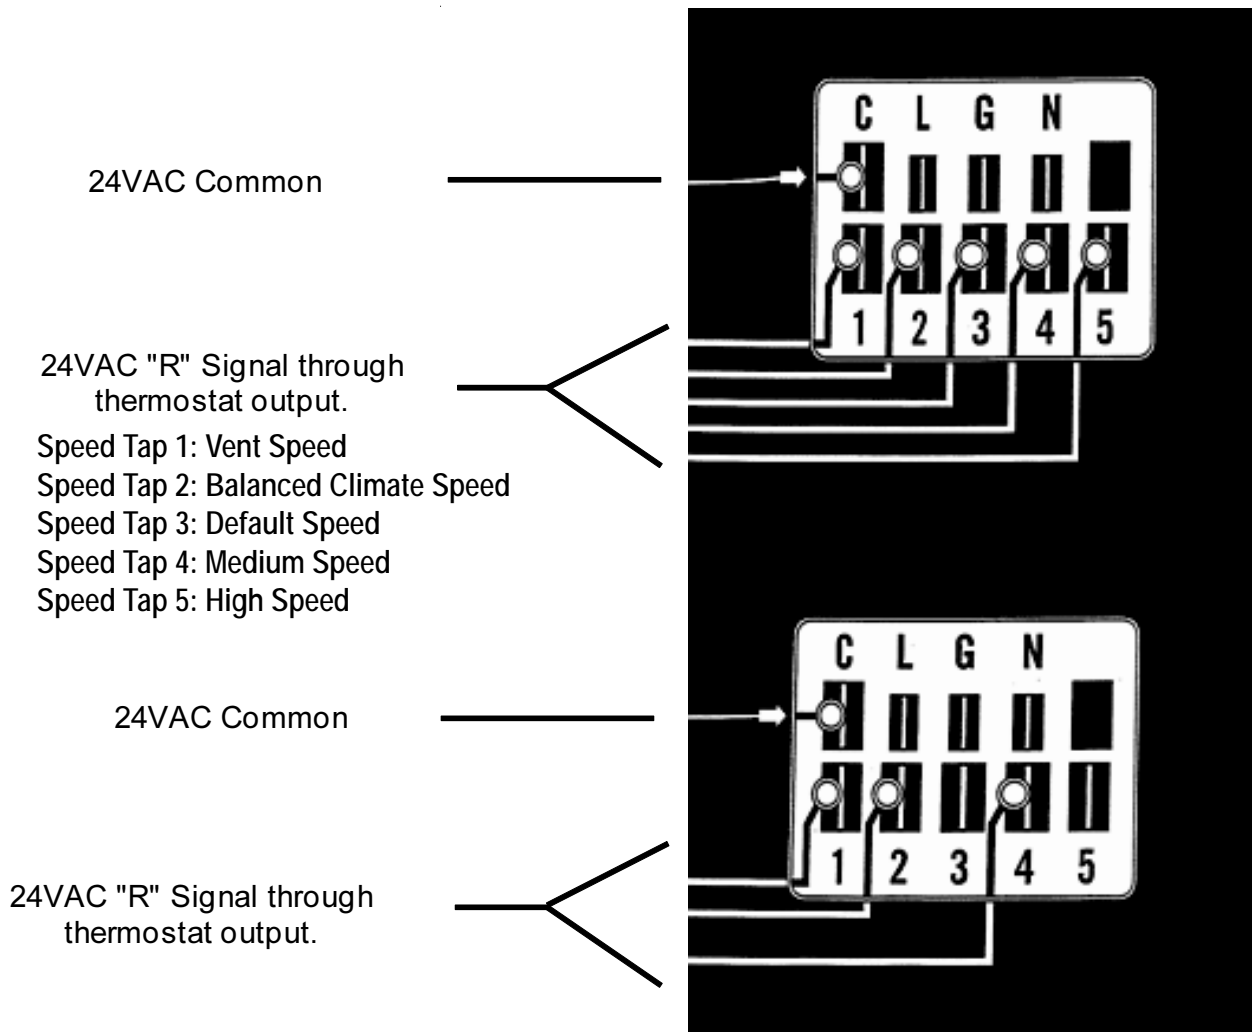 C L G N
24VAC Common
1 2 3 4 5
24VAC "R" Signal through
thermostat output.
Speed Tap 1: Vent Speed
Speed Tap 2: Balanced Climate Speed
Speed Tap 3: Default Speed
Speed Tap 4: Medium Speed
Speed Tap 5: High Speed
C L G N
24VAC Common
1 2 3 4 5
24VAC "R" Signal through
thermostat output.